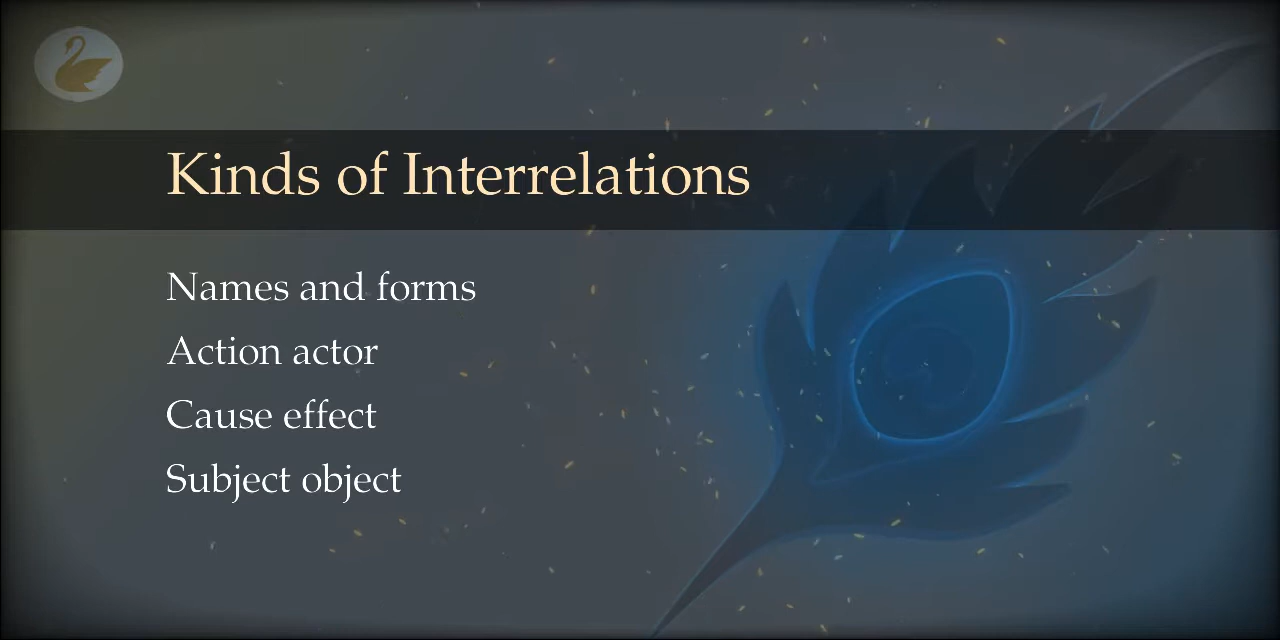 Kinds of Interrelations
Names and forms
Action actor
Cause effect
Subject object